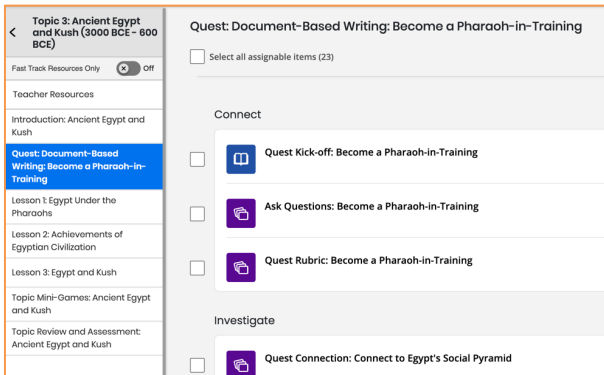 Topic 3: Ancient Egypt
and Kush (3000 BCE - 600
BCE)
Fast Track Resources Only
Off
Teacher Resources
Introduction: Ancient Egypt and
Kush
Quest: Document-Based
Writing: Become a Pharaoh-in-
Training
Lesson 1: Egypt Under the
Pharaohs
Lesson 2: Achievements of
Egyptian Civilization
Lesson 3: Egypt and Kush
Topic Mini-Games: Ancient Egypt
and Kush
Topic Review and Assessment:
Ancient Egypt and Kush
Quest: Document-Based Writing: Become a Pharaoh-in-Training
Select all assignable items (23)
Connect
Quest Kick-off: Become a Pharaoh-in-Training
Ask Questions: Become a Pharaoh-in-Training
Quest Rubric: Become a Pharaoh-in-Training
Investigate
Quest Connection: Connect to Egypt's Social Pyramid